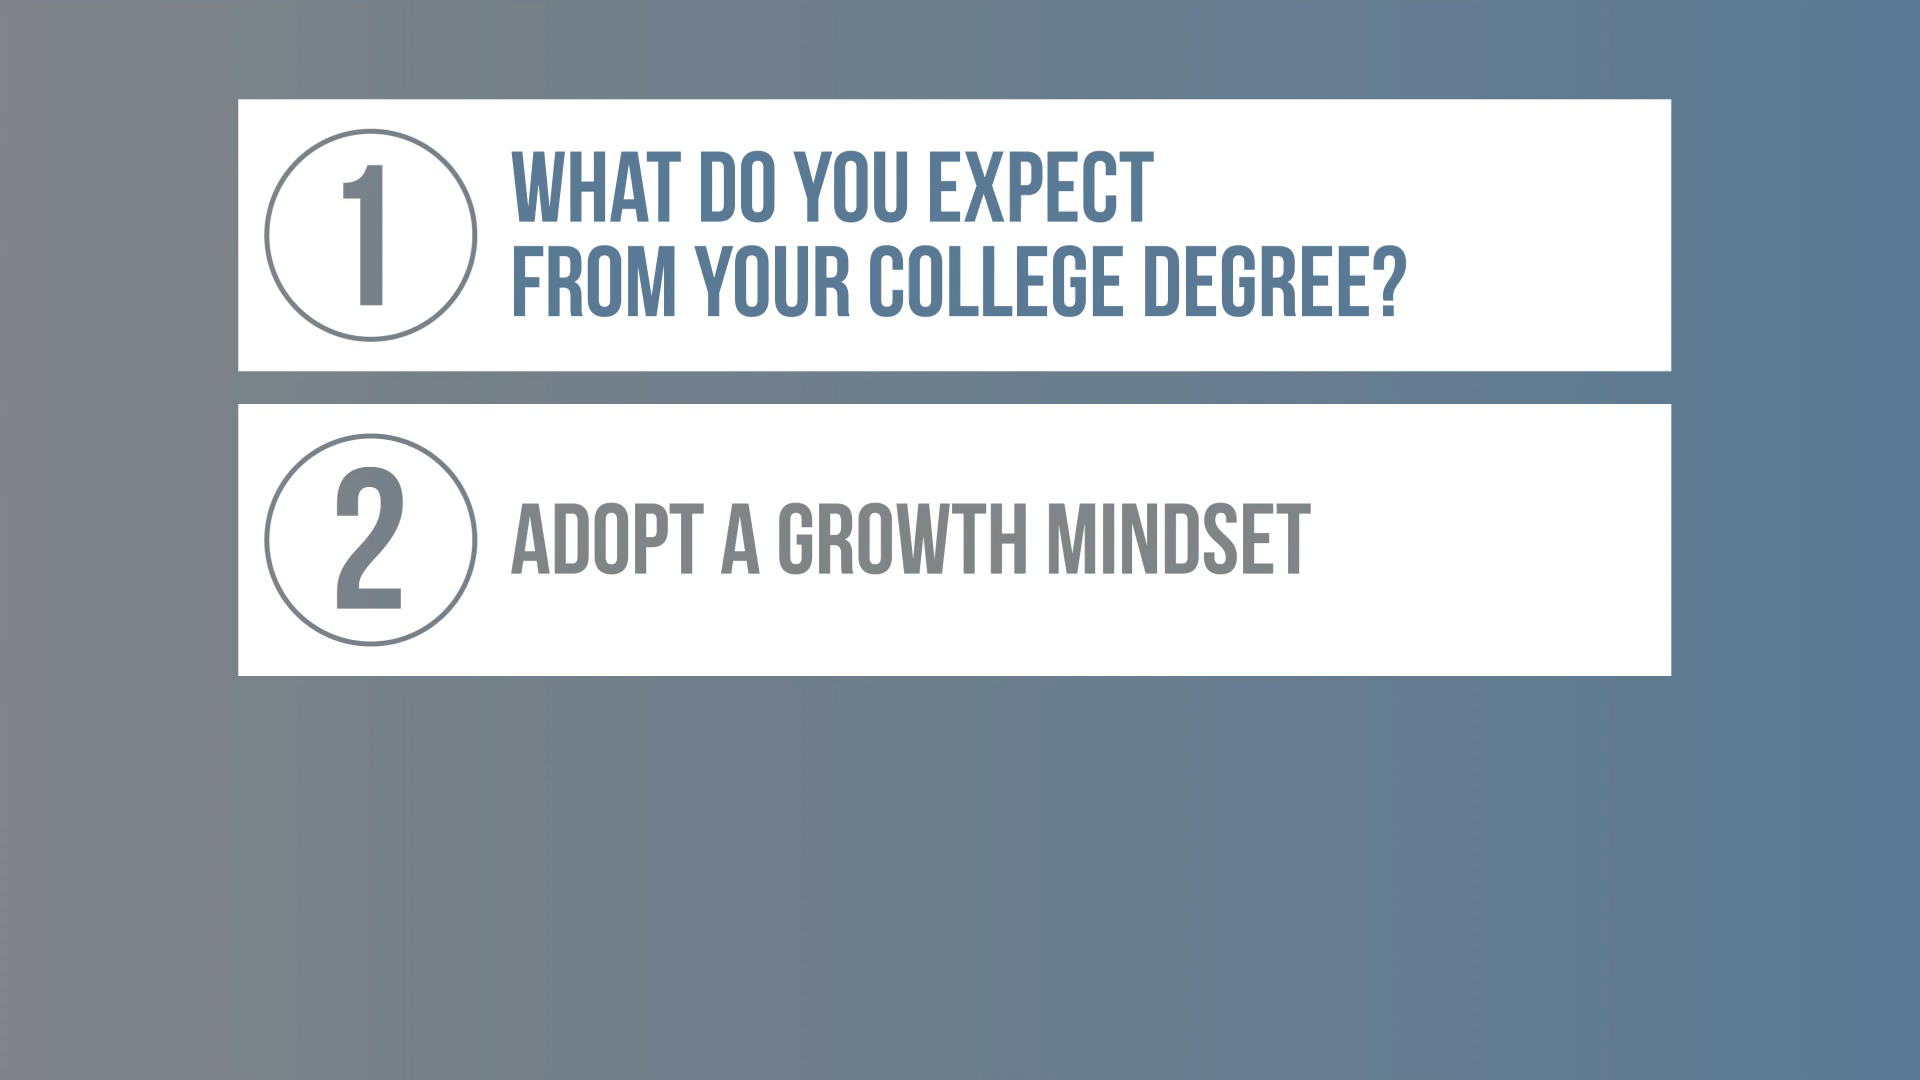 1
WHAT DO YOU EXPECT
FROM YOUR COLLEGE DEGREE?
2
ADOPT A GROWTH MINDSET